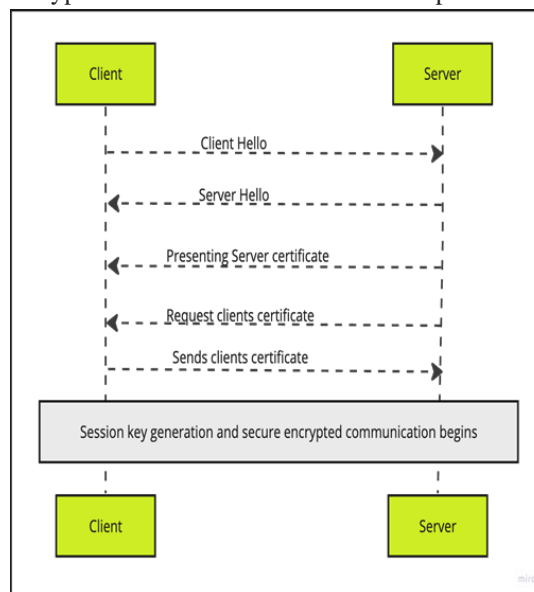 Client
Server
Client Hello
Server Hello
Presenting Server certificate
Request clients certificate
Sends clients certificate
Session key generation and secure encrypted communication begins
Client
Server